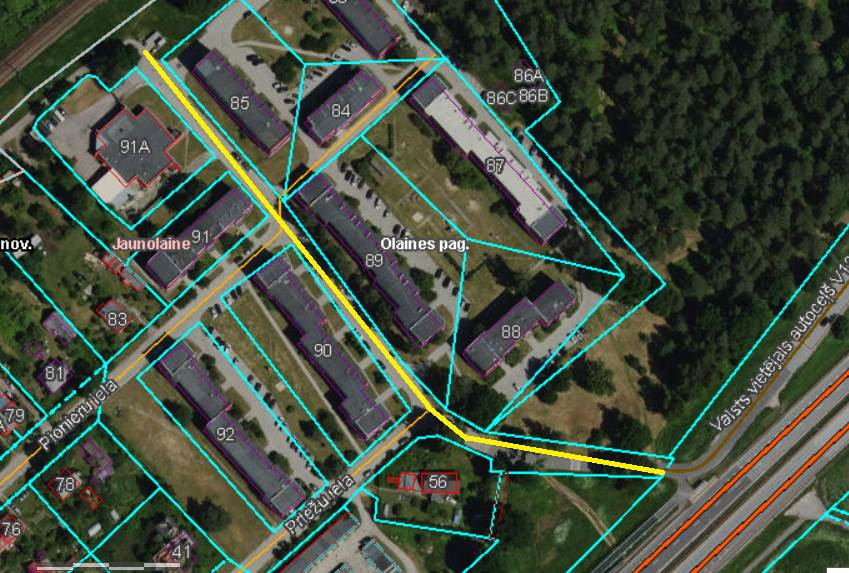 85
84
86A
86C 86B
91A
87
nov.
Jaunolaine
91
Olaines pag.
89
83
88
90
81
79
Pionieru iela
92
Priežu iela
Valsts vietējais autoceļš V13
78
56
76
41